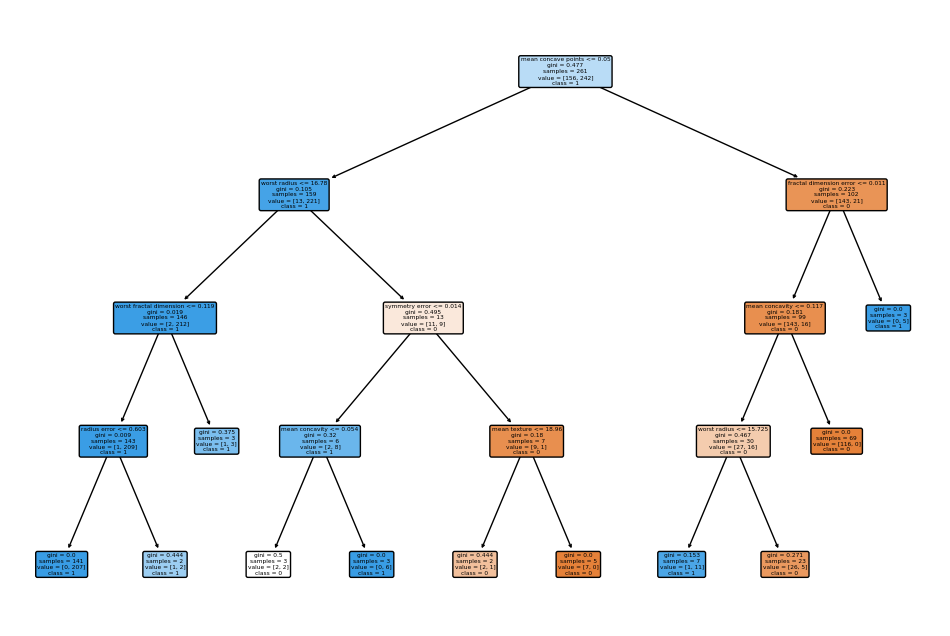 mean concave points <= 0.05
gini = 0.477
samples = 261
value = [156, 242]
class = 1
worst radius <= 16.78
gini = 0.105
samples = 159
value = [13, 221]
class = 1
fractal dimension error <= 0.011
gini = 0.223
samples = 102
value = [143, 21]
class = 0
worst fractal dimension <= 0.119
gini = 0.019
samples = 146
value = [2, 212]
class = 1
symmetry error <= 0.014
gini = 0.495
samples = 13
value = [11, 9]
class = 0
mean concavity <= 0.117
gini = 0.181
samples = 99
value = [143, 16]
class = 0
gini = 0.0
samples = 3
value = [0, 5]
class = 1
radius error <= 0.603
gini = 0.009
samples = 143
value = [1, 209]
class = 1
gini = 0.375
samples = 3
value = [1, 3]
class = 1
mean concavity <= 0.054
gini = 0.32
samples = 6
value = [2, 8]
class = 1
mean texture <= 18.96
gini = 0.18
samples = 7
value = [9, 1]
class = 0
worst radius <= 15.725
gini = 0.467
samples = 30
value = [27, 16]
class = 0
gini = 0.0
samples = 69
value = [116, 0]
class = 0
gini = 0.0
samples = 141
value = [0, 207]
class = 1
gini = 0.444
samples = 2
value = [1, 2]
class = 1
gini = 0.5
samples = 3
value = [2, 2]
class = 0
gini = 0.0
samples = 3
value = [0, 6]
class = 1
gini = 0.444
samples = 2
value = [2, 1]
class = 0
gini = 0.0
samples = 5
value = [7, 0]
class = 0
gini = 0.153
samples = 7
value = [1, 11]
class = 1
gini = 0.271
samples = 23
value = [26, 5]
class = 0